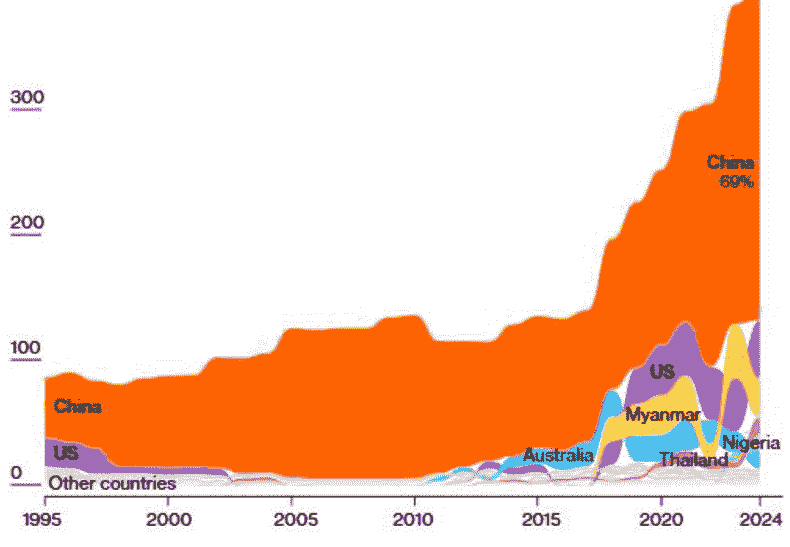 300
China
69%
200
100
US
China
Myanmar
US
Nigeria
Australia
Thailand
0
Other countries
1995
2000
2005
2010
2015
2020
2024